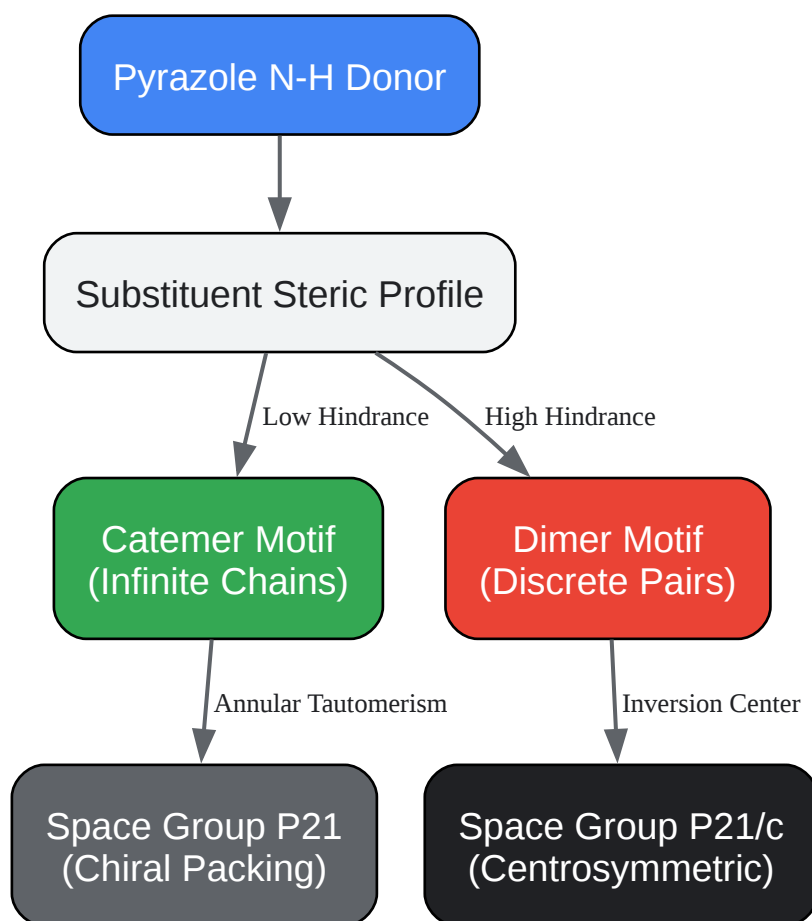 Pyrazole N-H Donor
Substituent Steric Profile
Low Hindrance
High Hindrance
Catemer Motif
(Infinite Chains)
Dimer Motif
(Discrete Pairs)
Annular Tautomerism
Inversion Center
Space Group P21
(Chiral Packing)
Space Group P21/c
(Centrosymmetric)